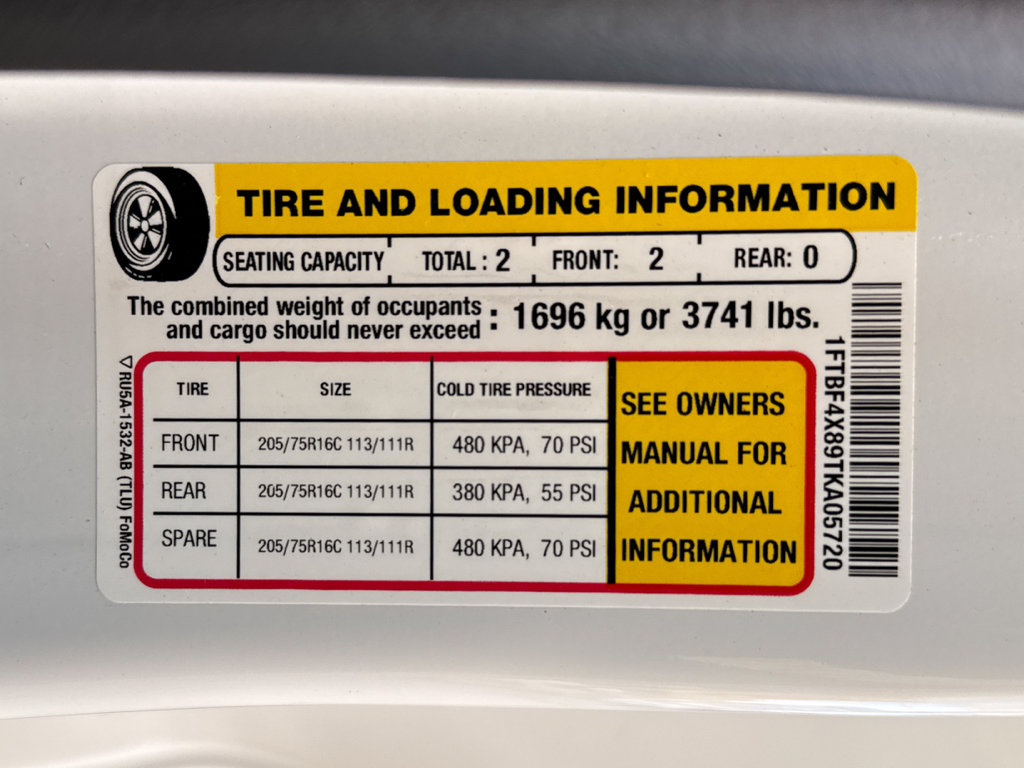 TIRE AND LOADING INFORMATION
SEATING CAPACITY TOTAL : 2 FRONT: 2 REAR: 0
The combined weight of occupants
and cargo should never exceed : 1696 kg or 3741 lbs.
TIRE SIZE COLD TIRE PRESSURE
FRONT 205/75R16C 113/111R 480 KPA, 70 PSI
REAR 205/75R16C 113/111R 380 KPA, 55 PSI
SPARE 205/75R16C 113/111R 480 KPA, 70 PSI
SEE OWNERS
MANUAL FOR
ADDITIONAL
INFORMATION
RU5A-1532-AB (TLU) FoMoCo
1FTBF4X89TKA05720